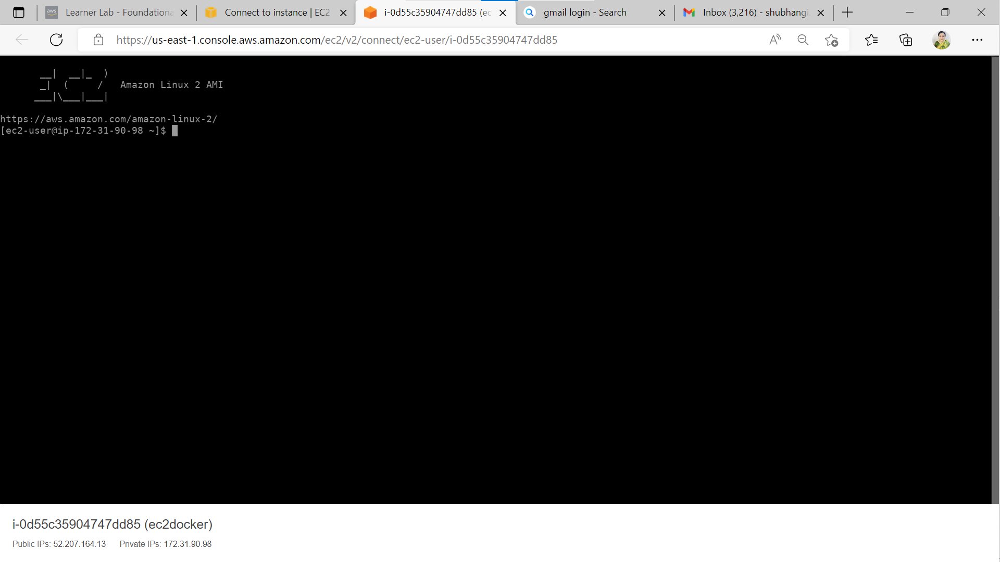 Learner Lab - Foundationa
Connect to instance | EC2
i-0d55c35904747dd85 (ec
gmail login - Search
Inbox (3,216) - shubhangi.
https://us-east-1.console.aws.amazon.com/ec2/v2/connect/ec2-user/i-0d55c35904747dd85
       __|  __|_  )
       _|  (     /   Amazon Linux 2 AMI
      ___|\___|___|
https://aws.amazon.com/amazon-linux-2/
[ec2-user@ip-172-31-90-98 ~]$
i-0d55c35904747dd85 (ec2docker)
Public IPs: 52.207.164.13 Private IPs: 172.31.90.98